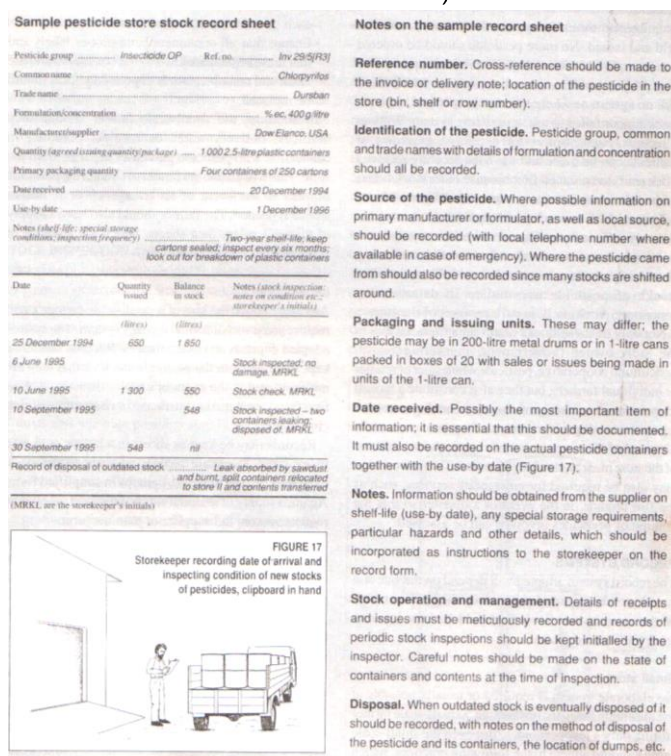 Sample pesticide store stock record sheet
Pesticide group ............ Insecticide OP Ref. no. ............ Inv 29/5[R3]
Common name ............ Chlorpyrifos
Trade name ............ Dursban
Formulation/concentration ............ % ec, 400 g/litre
Manufacturer/supplier ............ Dow Elanco, USA
Quantity (agreed issuing quantity/package) ..... 1 000 2.5-litre plastic containers
Primary packaging quantity ............ Four containers of 250 cartons
Date received ............ 20 December 1994
Use-by date ............ 1 December 1996
Notes (shelf-life; special storage
conditions; inspection frequency) ............ Two-year shelf-life; keep
cartons sealed; inspect every six months;
look out for breakdown of plastic containers
Date Quantity issued Balance in stock Notes (stock inspection: notes on condition etc.; storekeeper's initials)
(litres) (litres)
25 December 1994 650 1 850
6 June 1995 Stock inspected; no
damage. MRKL
10 June 1995 1 300 550 Stock check. MRKL
10 September 1995 548 Stock inspected – two
containers leaking;
disposed of. MRKL
30 September 1995 548 nil
Record of disposal of outdated stock ............ Leak absorbed by sawdust
and burnt, split containers relocated
to store II and contents transferred
(MRKL are the storekeeper's initials)
FIGURE 17
Storekeeper recording date of arrival and
inspecting condition of new stocks
of pesticides, clipboard in hand
Notes on the sample record sheet
Reference number. Cross-reference should be made to
the invoice or delivery note; location of the pesticide in the
store (bin, shelf or row number).
Identification of the pesticide. Pesticide group, common
and trade names with details of formulation and concentration
should all be recorded.
Source of the pesticide. Where possible information on
primary manufacturer or formulator, as well as local source,
should be recorded (with local telephone number where
available in case of emergency). Where the pesticide came
from should also be recorded since many stocks are shifted
around.
Packaging and issuing units. These may differ; the
pesticide may be in 200-litre metal drums or in 1-litre cans
packed in boxes of 20 with sales or issues being made in
units of the 1-litre can.
Date received. Possibly the most important item of
information; it is essential that this should be documented.
It must also be recorded on the actual pesticide containers
together with the use-by date (Figure 17).
Notes. Information should be obtained from the supplier on
shelf-life (use-by date), any special storage requirements,
particular hazards and other details, which should be
incorporated as instructions to the storekeeper on the
record form.
Stock operation and management. Details of receipts
and issues must be meticulously recorded and records of
periodic stock inspections should be kept initialled by the
inspector. Careful notes should be made on the state of
containers and contents at the time of inspection.
Disposal. When outdated stock is eventually disposed of it
should be recorded, with notes on the method of disposal of
the pesticide and its containers, the location of dumps, etc.